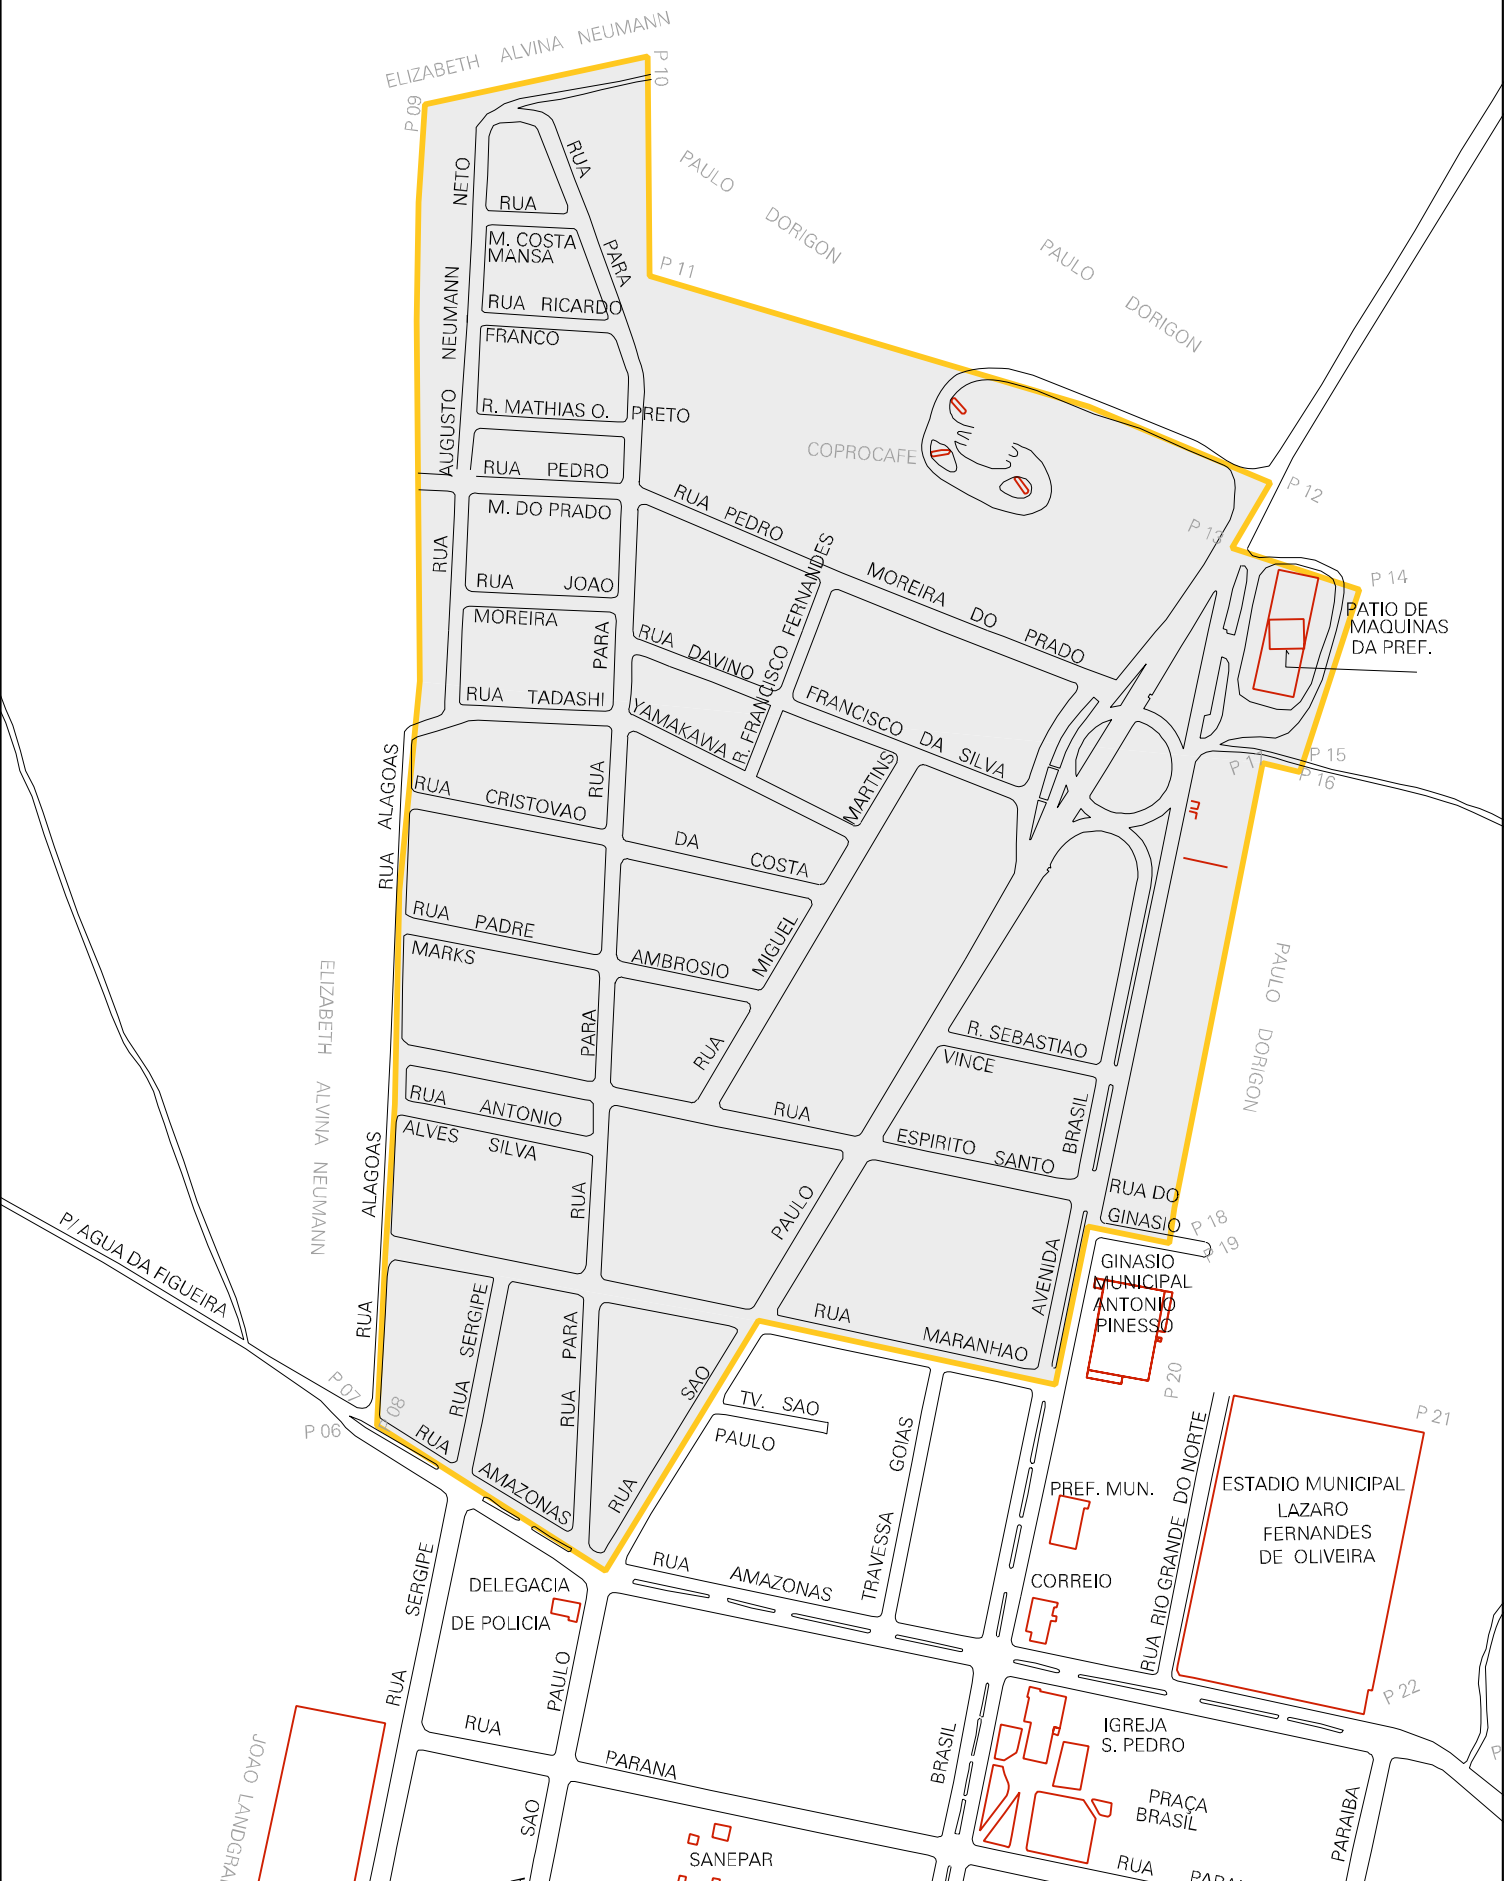 ELIZABETH ALVINA NEUMANN
P 09
P 10
PAULO DORIGON
P 11
PAULO DORIGON
RUA
PARA
NETO
NEUMANN
AUGUSTO
RUA
RUA
M. COSTA
MANSA
RUA RICARDO
FRANCO
R. MATHIAS O. PRETO
RUA PEDRO
M. DO PRADO
RUA PEDRO MOREIRA DO PRADO
COPROCAFE
P 12
P 13
P 14
PATIO DE
MAQUINAS
DA PREF.
RUA JOAO
MOREIRA
PARA
RUA TADASHI
YAMAKAWA
RUA DAVINO
FRANCISCO DA SILVA
R. FRANCISCO FERNANDES
MARTINS
P 15
P 16
P 17
RUA ALAGOAS
RUA
RUA CRISTOVAO
DA COSTA
RUA PADRE
MARKS
AMBROSIO
MIGUEL
RUA
PARA
ELIZABETH ALVINA NEUMANN
PAULO DORIGON
R. SEBASTIAO
VINCE
RUA ANTONIO
ALVES SILVA
RUA
ESPIRITO SANTO
BRASIL
RUA DO
GINASIO
P 18
P 19
ALAGOAS
RUA
RUA
PAULO
AVENIDA
GINASIO
MUNICIPAL
ANTONIO
PINESSO
P/ AGUA DA FIGUEIRA
RUA SERGIPE
RUA PARA
RUA MARANHAO
SAO
RUA
P 07
P 08
P 06
RUA
AMAZONAS
TV. SAO
PAULO
GOIAS
TRAVESSA
P 20
P 21
RUA RIO GRANDE DO NORTE
PREF. MUN.
ESTADIO MUNICIPAL
LAZARO
FERNANDES
DE OLIVEIRA
RUA AMAZONAS
CORREIO
SERGIPE
RUA
DELEGACIA
DE POLICIA
PAULO
SAO
RUA PARANA
P 22
IGREJA
S. PEDRO
BRASIL
PRAÇA
BRASIL
PARAIBA
JOAO LANDGRA
SANEPAR
RUA